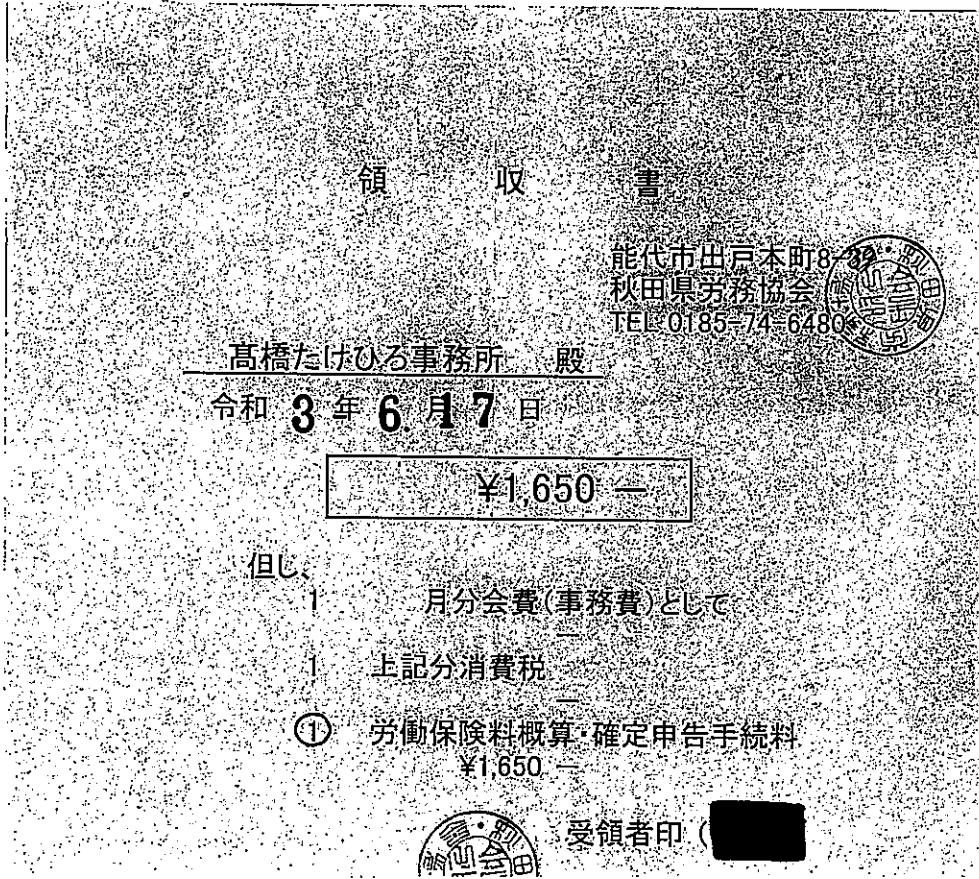 領 収 書
能代市出戸本町8-39
秋田県労務協会
TEL 0185-74-6480
髙橋たけひろ事務所 殿
令和 3 年 6. 月 17 日
¥1,650 ―
但し、
1 月分会費(事務費)として
―
1 上記分消費税
―
① 労働保険料概算・確定申告手続料
¥1,650 ―
受領者印 (